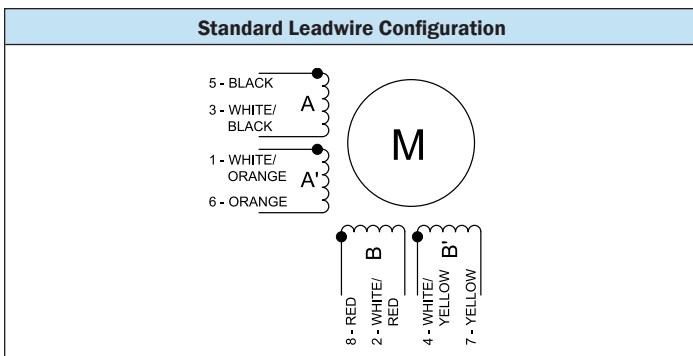 Standard Leadwire Configuration
5 - BLACK
3 - WHITE/
BLACK
A
1 - WHITE/
ORANGE
A'
6 - ORANGE
M
B
B'
8 - RED
2 - WHITE/
RED
4 - WHITE/
YELLOW
7 - YELLOW